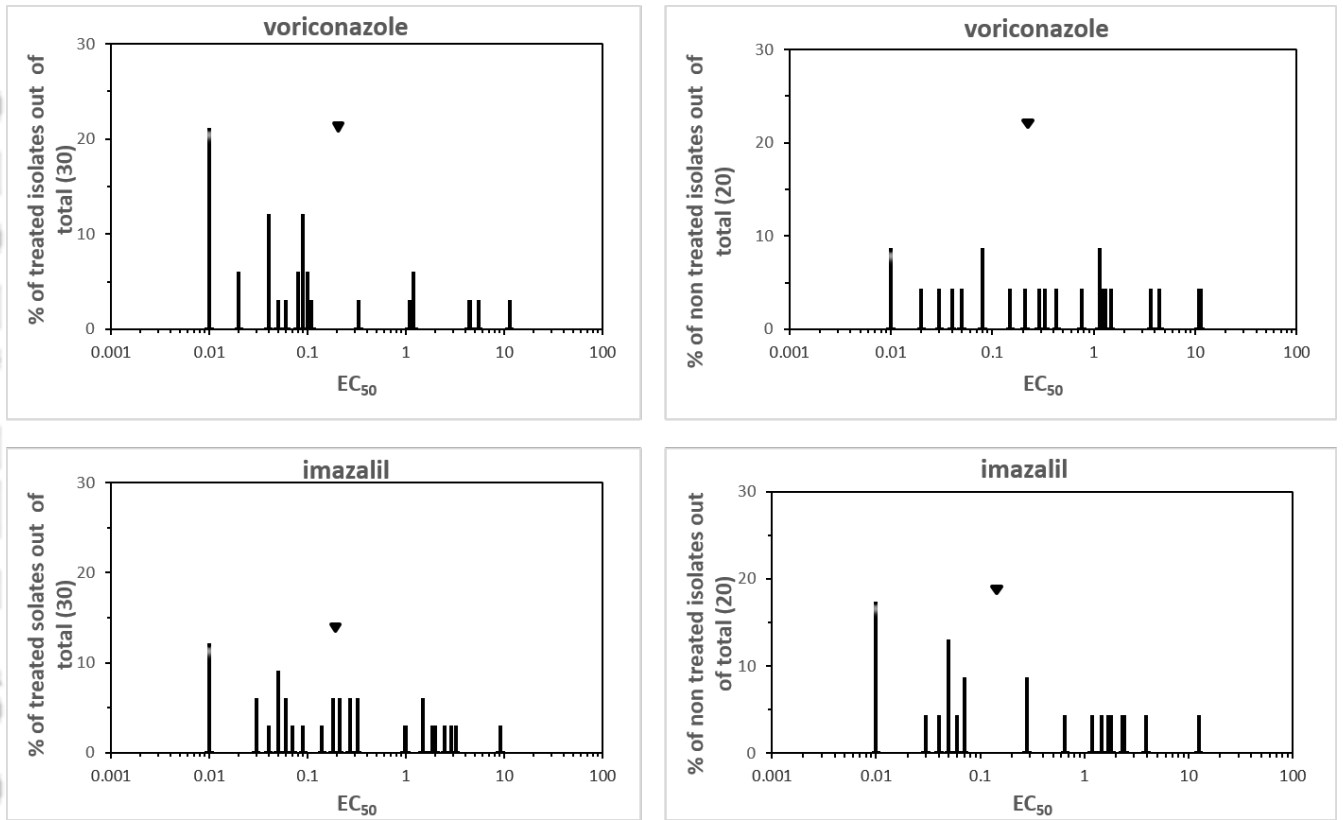 voriconazole
% of treated isolates out of
total (30)
30
20
10
0
0.001 0.01 0.1 1 10 100
EC50
voriconazole
% of non treated isolates out of
total (20)
30
20
10
0
0.001 0.01 0.1 1 10 100
EC50
imazalil
% of treated solates out of
total (30)
30
20
10
0
0.001 0.01 0.1 1 10 100
EC50
imazalil
% of non treated isolates out
of total (20)
30
20
10
0
0.001 0.01 0.1 1 10 100
EC50